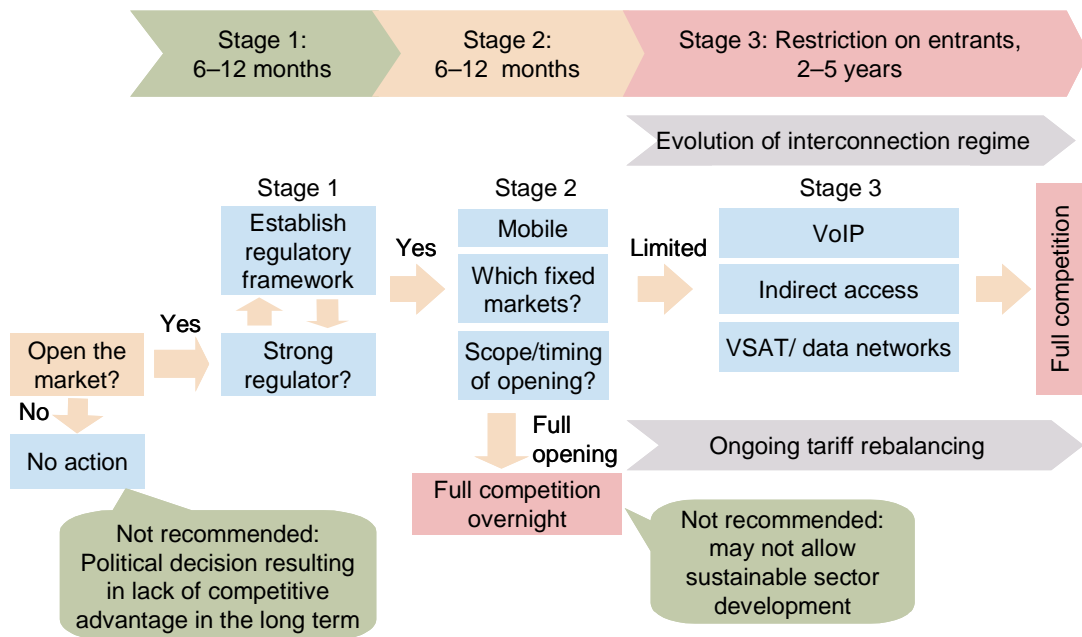 Stage 1:
6–12 months
Stage 2:
6–12 months
Stage 3: Restriction on entrants,
2–5 years
Evolution of interconnection regime
Stage 1
Stage 2
Stage 3
Establish
regulatory
framework
Yes
Mobile
Which fixed
markets?
Limited
VoIP
Indirect access
VSAT/ data networks
Full competition
Open the
market?
Yes
Strong
regulator?
Scope/timing
of opening?
No
No action
Full
opening
Full competition
overnight
Ongoing tariff rebalancing
Not recommended:
Political decision resulting
in lack of competitive
advantage in the long term
Not recommended:
may not allow
sustainable sector
development